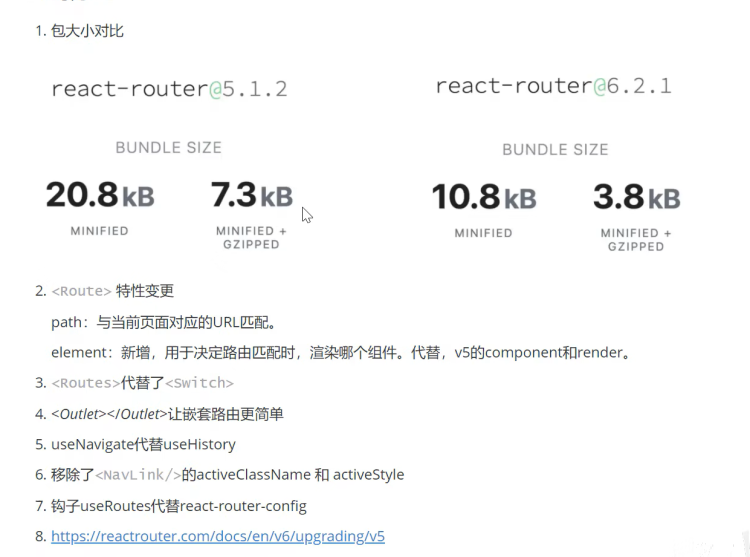 1. 包大小对比
react-router@5.1.2
react-router@6.2.1
BUNDLE SIZE
BUNDLE SIZE
20.8 kB
7.3 kB
10.8 kB
3.8 kB
MINIFIED
MINIFIED +
GZIPPED
MINIFIED
MINIFIED +
GZIPPED
2. <Route> 特性变更
path：与当前页面对应的URL匹配。
element：新增，用于决定路由匹配时，渲染哪个组件。代替，v5的component和render。
3. <Routes>代替了<Switch>
4. <Outlet></Outlet>让嵌套路由更简单
5. useNavigate代替useHistory
6. 移除了<NavLink/>的activeClassName 和 activeStyle
7. 钩子useRoutes代替react-router-config
8. https://reactrouter.com/docs/en/v6/upgrading/v5